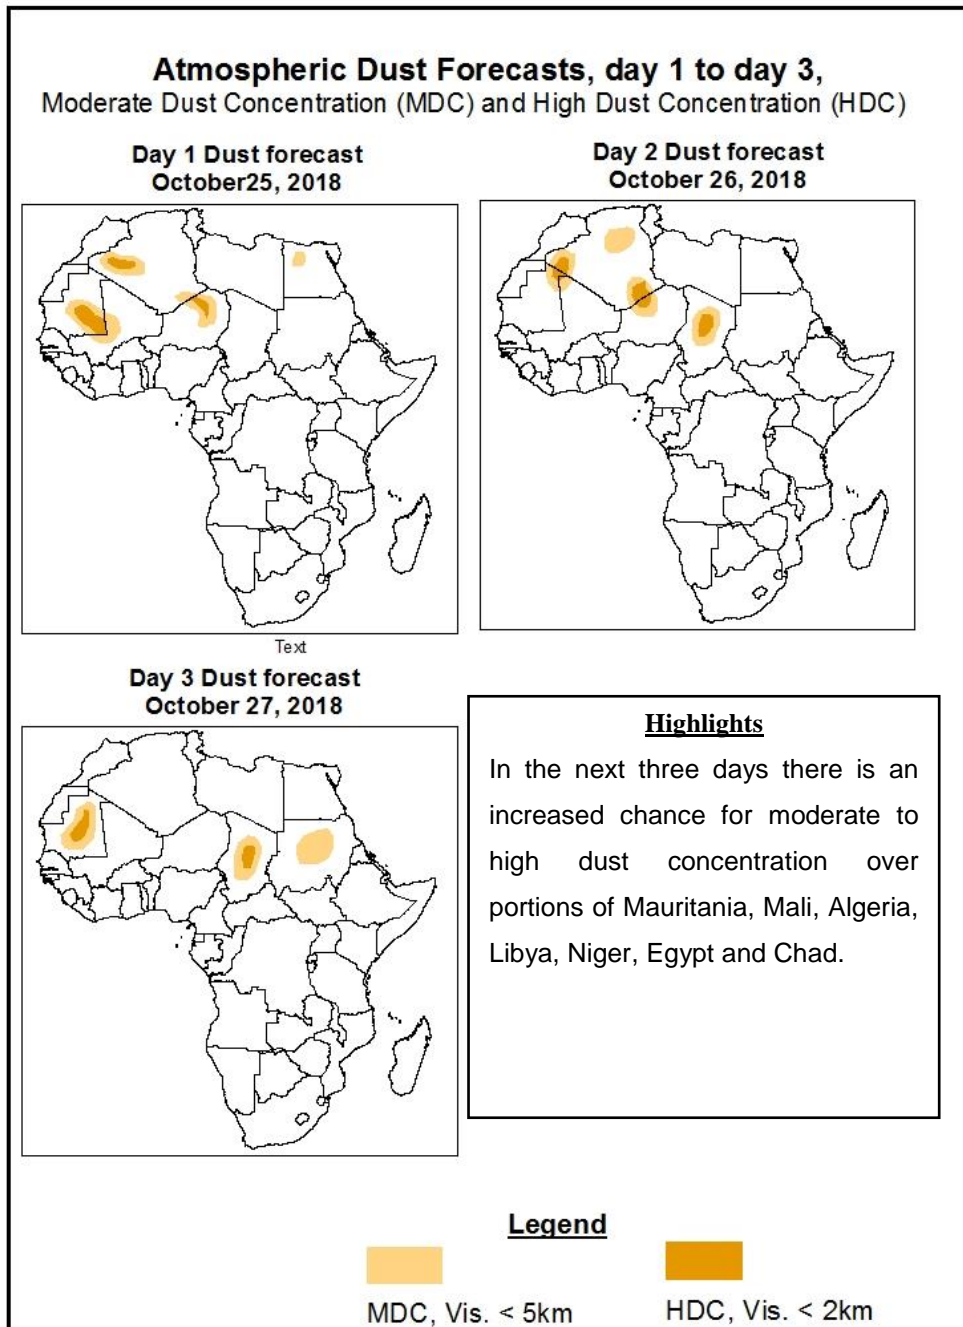 Atmospheric Dust Forecasts, day 1 to day 3,
Moderate Dust Concentration (MDC) and High Dust Concentration (HDC)
Day 1 Dust forecast
October25, 2018
Day 2 Dust forecast
October 26, 2018
Text
Day 3 Dust forecast
October 27, 2018
Highlights
In the next three days there is an
increased chance for moderate to
high dust concentration over
portions of Mauritania, Mali, Algeria,
Libya, Niger, Egypt and Chad.
Legend
MDC, Vis. < 5km
HDC, Vis. < 2km